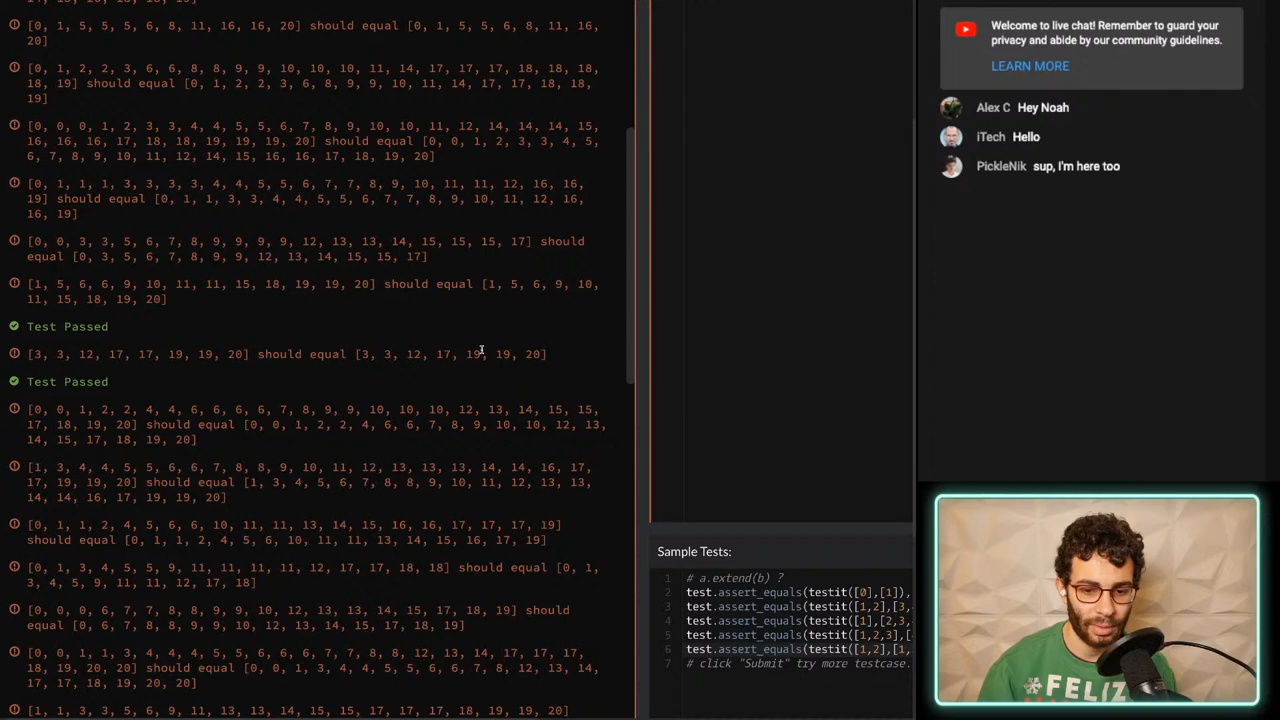 [0, 1, 5, 5, 5, 6, 8, 11, 16, 16, 20] should equal [0, 1, 5, 5, 6, 8, 11, 16,
20]
[0, 1, 2, 2, 3, 6, 6, 8, 8, 9, 9, 10, 10, 10, 11, 14, 17, 17, 17, 18, 18, 18,
18, 19] should equal [0, 1, 2, 2, 3, 6, 8, 9, 9, 10, 11, 14, 17, 17, 18, 18,
19]
[0, 0, 0, 1, 2, 3, 3, 4, 4, 5, 5, 6, 7, 8, 9, 10, 10, 11, 12, 14, 14, 14, 15,
16, 16, 16, 17, 18, 18, 19, 19, 19, 20] should equal [0, 0, 1, 2, 3, 3, 4, 5,
6, 7, 8, 9, 10, 11, 12, 14, 15, 16, 16, 17, 18, 19, 20]
[0, 1, 1, 1, 3, 3, 3, 3, 4, 4, 5, 5, 6, 7, 7, 8, 9, 10, 11, 11, 12, 16, 16,
19] should equal [0, 1, 1, 3, 3, 4, 4, 5, 5, 6, 7, 7, 8, 9, 10, 11, 12, 16,
16, 19]
[0, 0, 3, 3, 5, 6, 7, 8, 9, 9, 9, 9, 12, 13, 13, 14, 15, 15, 15, 17] should
equal [0, 3, 5, 6, 7, 8, 9, 9, 12, 13, 14, 15, 15, 17]
[1, 5, 6, 6, 9, 10, 11, 11, 15, 18, 19, 19, 20] should equal [1, 5, 6, 9, 10,
11, 15, 18, 19, 20]
Test Passed
[3, 3, 12, 17, 17, 19, 19, 20] should equal [3, 3, 12, 17, 19, 19, 20]
Test Passed
[0, 0, 1, 2, 2, 4, 4, 6, 6, 6, 6, 7, 8, 9, 9, 10, 10, 10, 12, 13, 14, 15, 15,
17, 18, 19, 20] should equal [0, 0, 1, 2, 2, 4, 6, 6, 7, 8, 9, 10, 10, 12, 13,
14, 15, 17, 18, 19, 20]
[1, 3, 4, 4, 5, 5, 6, 6, 7, 8, 8, 9, 10, 11, 12, 13, 13, 13, 14, 14, 16, 17,
17, 19, 19, 20] should equal [1, 3, 4, 5, 6, 7, 8, 8, 9, 10, 11, 12, 13, 13,
14, 14, 16, 17, 19, 19, 20]
[0, 1, 1, 2, 4, 5, 6, 6, 10, 11, 11, 13, 14, 15, 16, 16, 17, 17, 17, 19]
should equal [0, 1, 1, 2, 4, 5, 6, 10, 11, 11, 13, 14, 15, 16, 17, 19]
[0, 1, 3, 4, 5, 5, 9, 11, 11, 11, 11, 12, 17, 17, 18, 18] should equal [0, 1,
3, 4, 5, 9, 11, 11, 12, 17, 18]
[0, 0, 0, 6, 7, 8, 8, 8, 9, 9, 10, 12, 13, 13, 14, 15, 17, 18, 19] should
equal [0, 6, 7, 8, 8, 9, 9, 10, 12, 13, 14, 15, 17, 18, 19]
[0, 0, 1, 1, 3, 4, 4, 4, 5, 5, 6, 6, 7, 7, 8, 8, 12, 13, 14, 17, 17, 17,
18, 19, 20, 20] should equal [0, 0, 1, 3, 4, 4, 5, 5, 6, 6, 7, 8, 12, 13, 14,
17, 17, 18, 19, 20, 20]
[1, 1, 3, 3, 5, 6, 9, 11, 13, 13, 14, 15, 15, 17, 17, 17, 18, 19, 19, 20]
Sample Tests:
1 # a.extend(b) ?
2 test.assert_equals(testit([0],[1]),
3 test.assert_equals(testit([1,2],[3,
4 test.assert_equals(testit([1],[2,3,
5 test.assert_equals(testit([1,2,3],[
6 test.assert_equals(testit([1,2],[1,
7 # click "Submit" try more testcase.
Welcome to live chat! Remember to guard your
privacy and abide by our community guidelines.
LEARN MORE
Alex C Hey Noah
iTech Hello
PickleNik sup, I'm here too
FELIZ